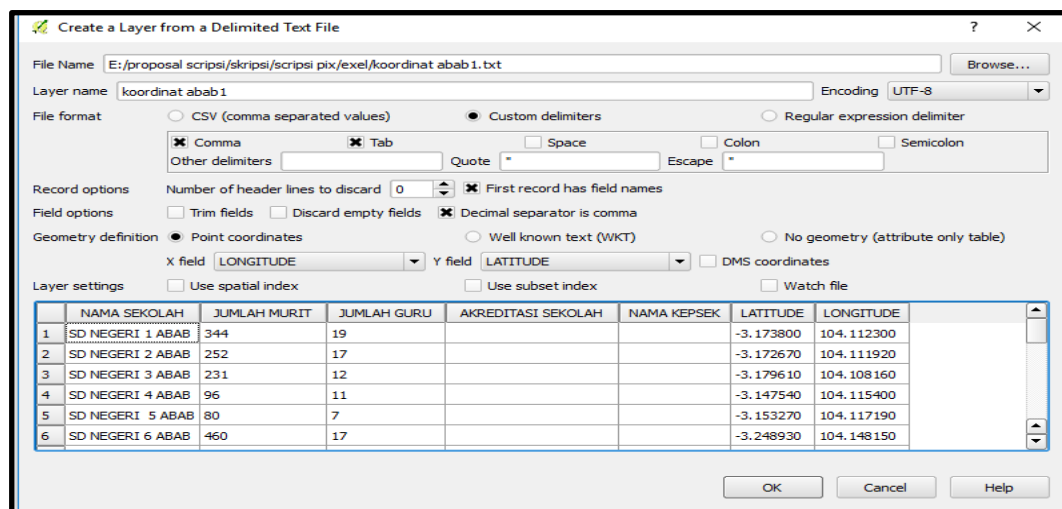 Create a Layer from a Delimited Text File ?
File Name E:/proposal scripsi/skripsi/scripsi pix/exel/koordinat abab1.txt Browse...
Layer name koordinat abab1 Encoding UTF-8
File format CSV (comma separated values) Custom delimiters Regular expression delimiter
Comma Tab Space Colon Semicolon
Other delimiters Quote " Escape "
Record options Number of header lines to discard 0 First record has field names
Field options Trim fields Discard empty fields Decimal separator is comma
Geometry definition Point coordinates Well known text (WKT) No geometry (attribute only table)
X field LONGITUDE Y field LATITUDE DMS coordinates
Layer settings Use spatial index Use subset index Watch file
NAMA SEKOLAH JUMLAH MURIT JUMLAH GURU AKREDITASI SEKOLAH NAMA KEPSEK LATITUDE LONGITUDE
1 SD NEGERI 1 ABAB 344 19 -3.173800 104.112300
2 SD NEGERI 2 ABAB 252 17 -3.172670 104.111920
3 SD NEGERI 3 ABAB 231 12 -3.179610 104.108160
4 SD NEGERI 4 ABAB 96 11 -3.147540 104.115400
5 SD NEGERI 5 ABAB 80 7 -3.153270 104.117190
6 SD NEGERI 6 ABAB 460 17 -3.248930 104.148150
OK Cancel Help